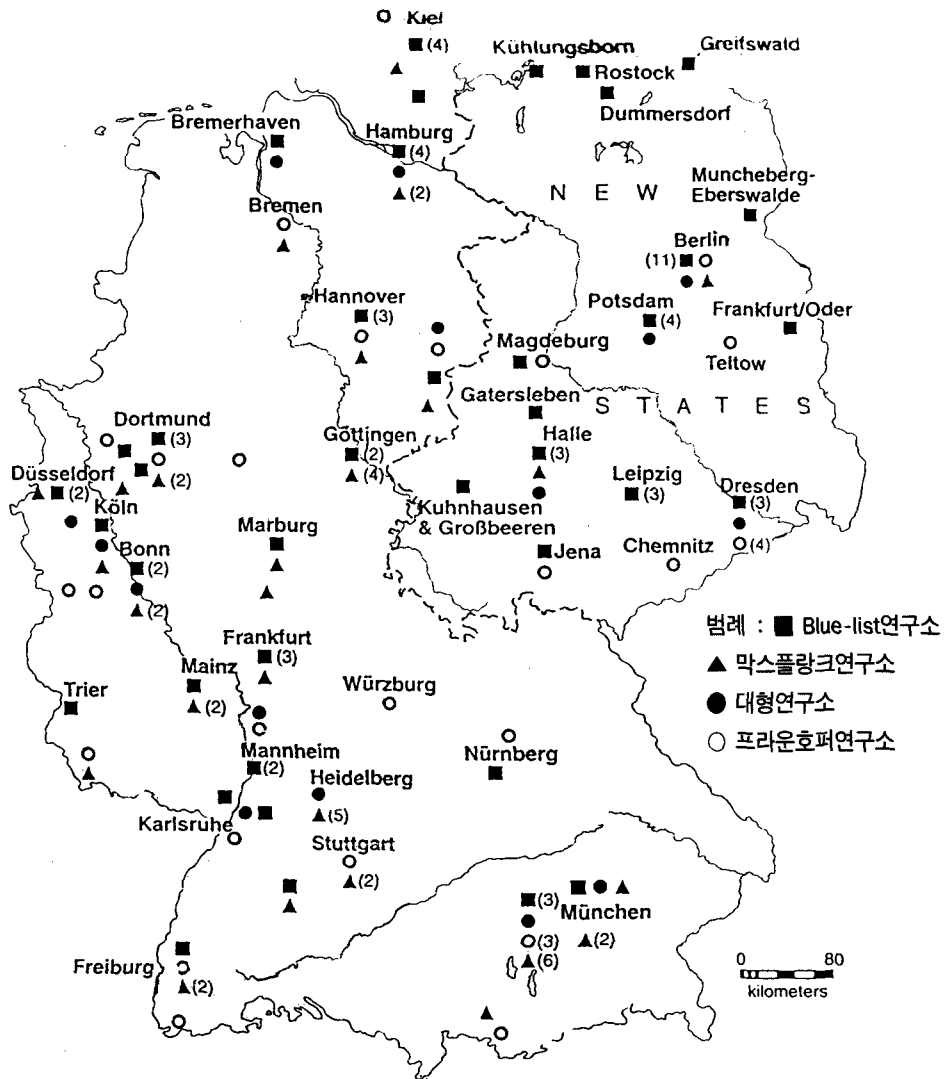 Kiel
(4)
Kühlungsborn
Greifswald
Rostock
Dummersdorf
Bremerhaven
Hamburg
(4)
(2)
NEW
Muncheberg-
Eberswalde
Bremen
Berlin
(11)
Hannover
(3)
Potsdam
(4)
Frankfurt/Oder
Magdeburg
Teltow
Gatersleben
STATES
Dortmund
(3)
(2)
Göttingen
(2)
(4)
Halle
(3)
Leipzig
(3)
Dresden
(3)
(4)
Düsseldorf
(2)
Köln
Kuhnhausen
& Großbeeren
Marburg
Bonn
(2)
(2)
Jena
Chemnitz
범례 : ■ Blue-list연구소
▲ 막스플랑크연구소
● 대형연구소
○ 프라운호퍼연구소
Frankfurt
(3)
Mainz
(2)
Trier
Würzburg
Mannheim
(2)
Nürnberg
Heidelberg
(5)
Karlsruhe
Stuttgart
(2)
(3)
München
(3)
(2)
(6)
Freiburg
(2)
0 80
kilometers